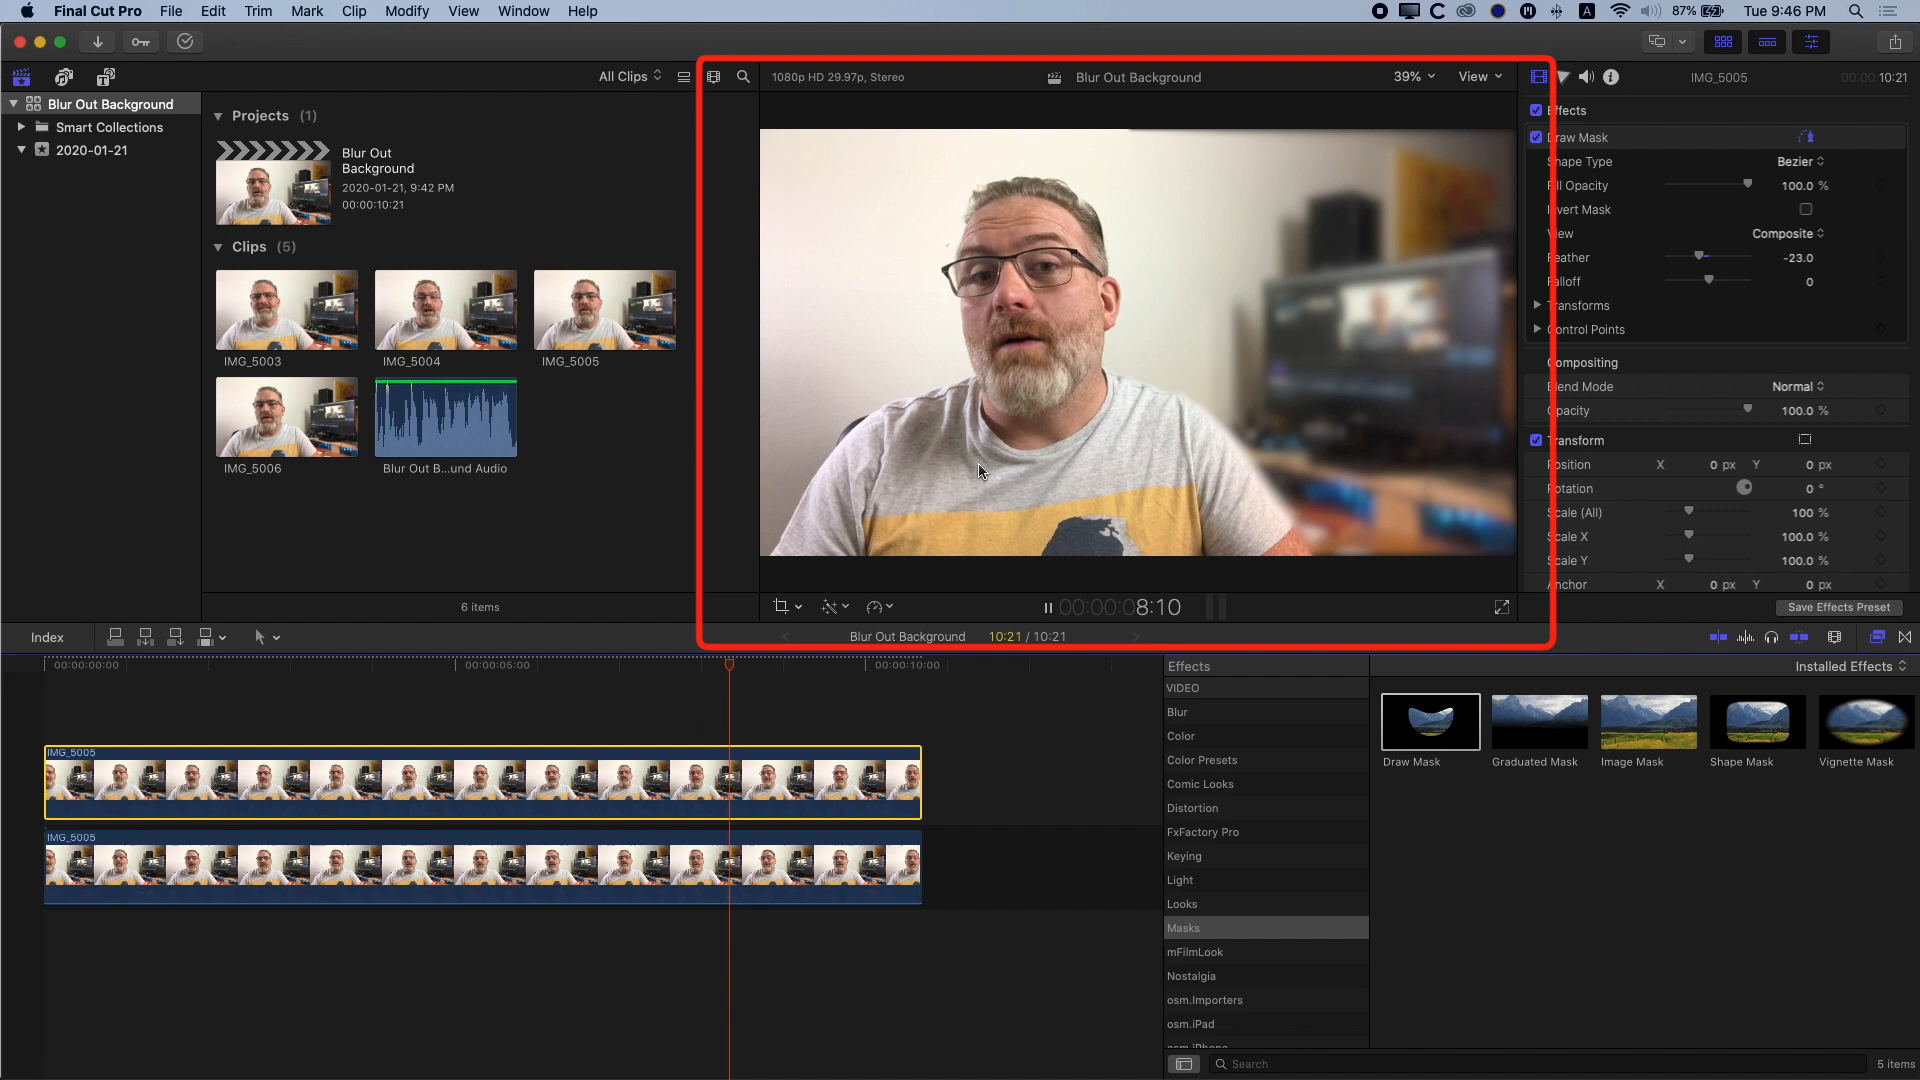 Final Cut Pro File Edit Trim Mark Clip Modify View Window Help
A 87% Tue 9:46 PM
All Clips
1080p HD 29.97p, Stereo
Blur Out Background
39%
View
IMG_5005
00:00:10:21
Blur Out Background
Smart Collections
2020-01-21
Projects (1)
Blur Out
Background
2020-01-21, 9:42 PM
00:00:10:21
Clips (5)
IMG_5003
IMG_5004
IMG_5005
IMG_5006
Blur Out B...und Audio
6 items
00:00:08:10
Effects
Draw Mask
Shape Type Bezier
Fill Opacity 100.0 %
Invert Mask
View Composite
Feather -23.0
Falloff 0
Transforms
Control Points
Compositing
Blend Mode Normal
Opacity 100.0 %
Transform
Position X 0 px Y 0 px
Rotation 0 °
Scale (All) 100 %
Scale X 100.0 %
Scale Y 100.0 %
Anchor X 0 px Y 0 px
Save Effects Preset
Index
Blur Out Background 10:21 / 10:21
00:00:00:00
00:00:05:00
00:00:10:00
IMG_5005
IMG_5005
Effects
VIDEO
Blur
Color
Color Presets
Comic Looks
Distortion
FxFactory Pro
Keying
Light
Looks
Masks
mFilmLook
Nostalgia
osm.Importers
osm.iPad
osm.iPhone
Installed Effects
Draw Mask
Graduated Mask
Image Mask
Shape Mask
Vignette Mask
Search
5 items